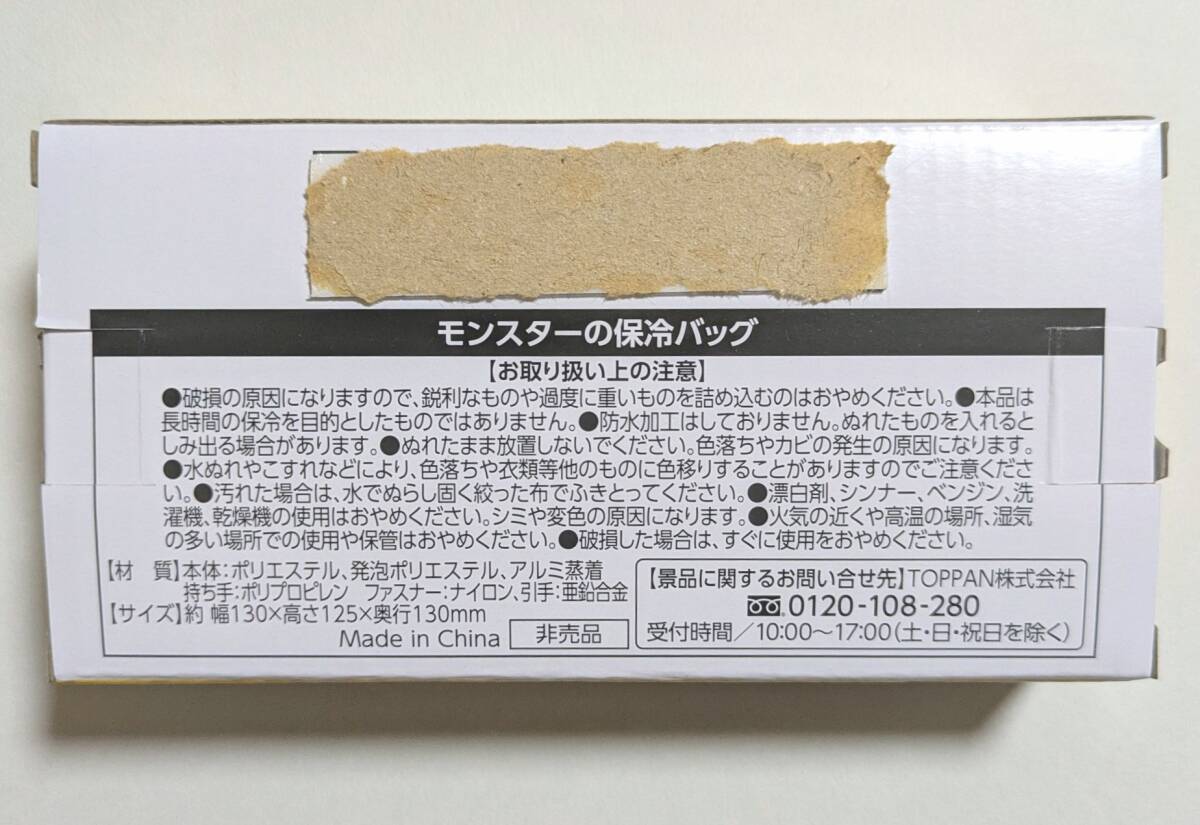 モンスターの保冷バッグ
【お取り扱い上の注意】
●破損の原因になりますので、鋭利なものや過度に重いものを詰め込むのはおやめください。●本品は
長時間の保冷を目的としたものではありません。●防水加工はしておりません。ぬれたものを入れると
しみ出る場合があります。●ぬれたまま放置しないでください。色落ちやカビの発生の原因になります。
●水ぬれやこすれなどにより、色落ちや衣類等他のものに色移りすることがありますのでご注意くださ
い。●汚れた場合は、水でぬらし固く絞った布でふきとってください。●漂白剤、シンナー、ベンジン、洗
濯機、乾燥機の使用はおやめください。シミや変色の原因になります。●火気の近くや高温の場所、湿気
の多い場所での使用や保管はおやめください。●破損した場合は、すぐに使用をおやめください。
【材　質】本体:ポリエステル、発泡ポリエステル、アルミ蒸着
持ち手:ポリプロピレン　ファスナー:ナイロン、引手:亜鉛合金
【サイズ】約 幅130×高さ125×奥行130mm
Made in China 非売品
【景品に関するお問い合せ先】TOPPAN株式会社
0120-108-280
受付時間／10:00～17:00(土・日・祝日を除く)